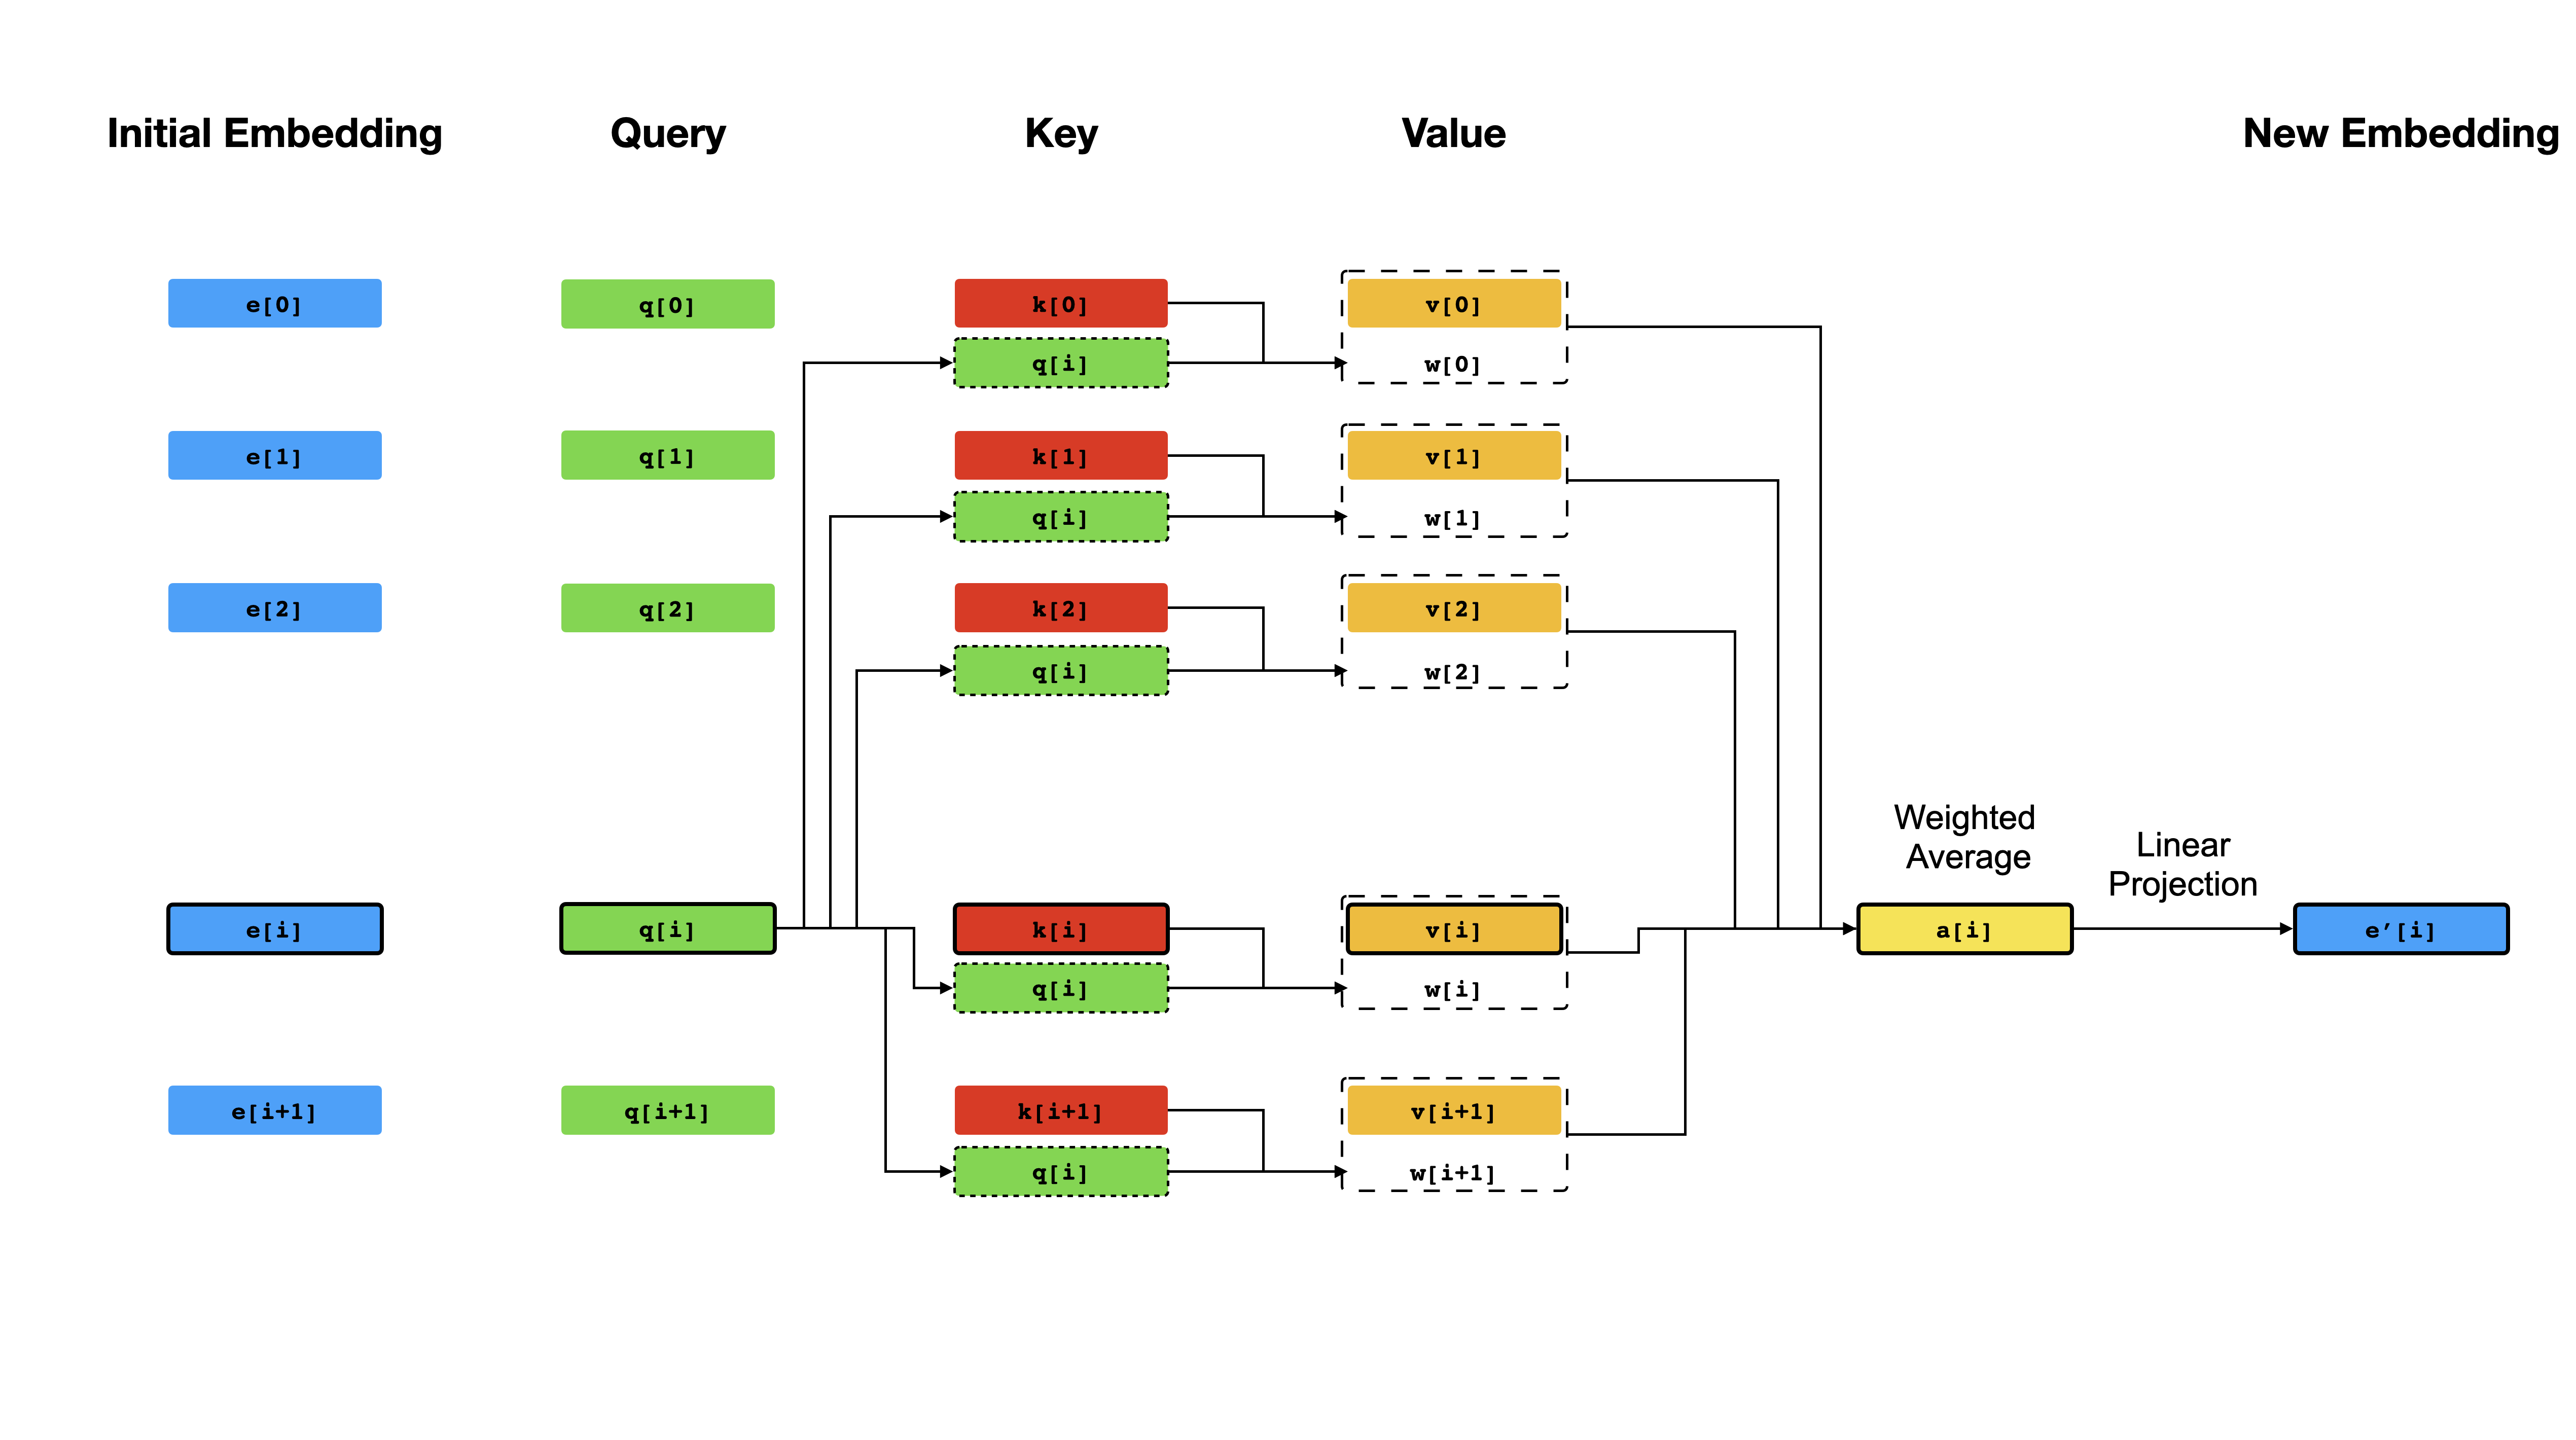 Initial Embedding
Query
Key
Value
New Embedding
e[0]
q[0]
k[0]
v[0]
q[i]
w[0]
e[1]
q[1]
k[1]
v[1]
q[i]
w[1]
e[2]
q[2]
k[2]
v[2]
q[i]
w[2]
Weighted
Average
Linear
Projection
e[i]
q[i]
k[i]
v[i]
a[i]
e’[i]
q[i]
w[i]
e[i+1]
q[i+1]
k[i+1]
v[i+1]
q[i]
w[i+1]